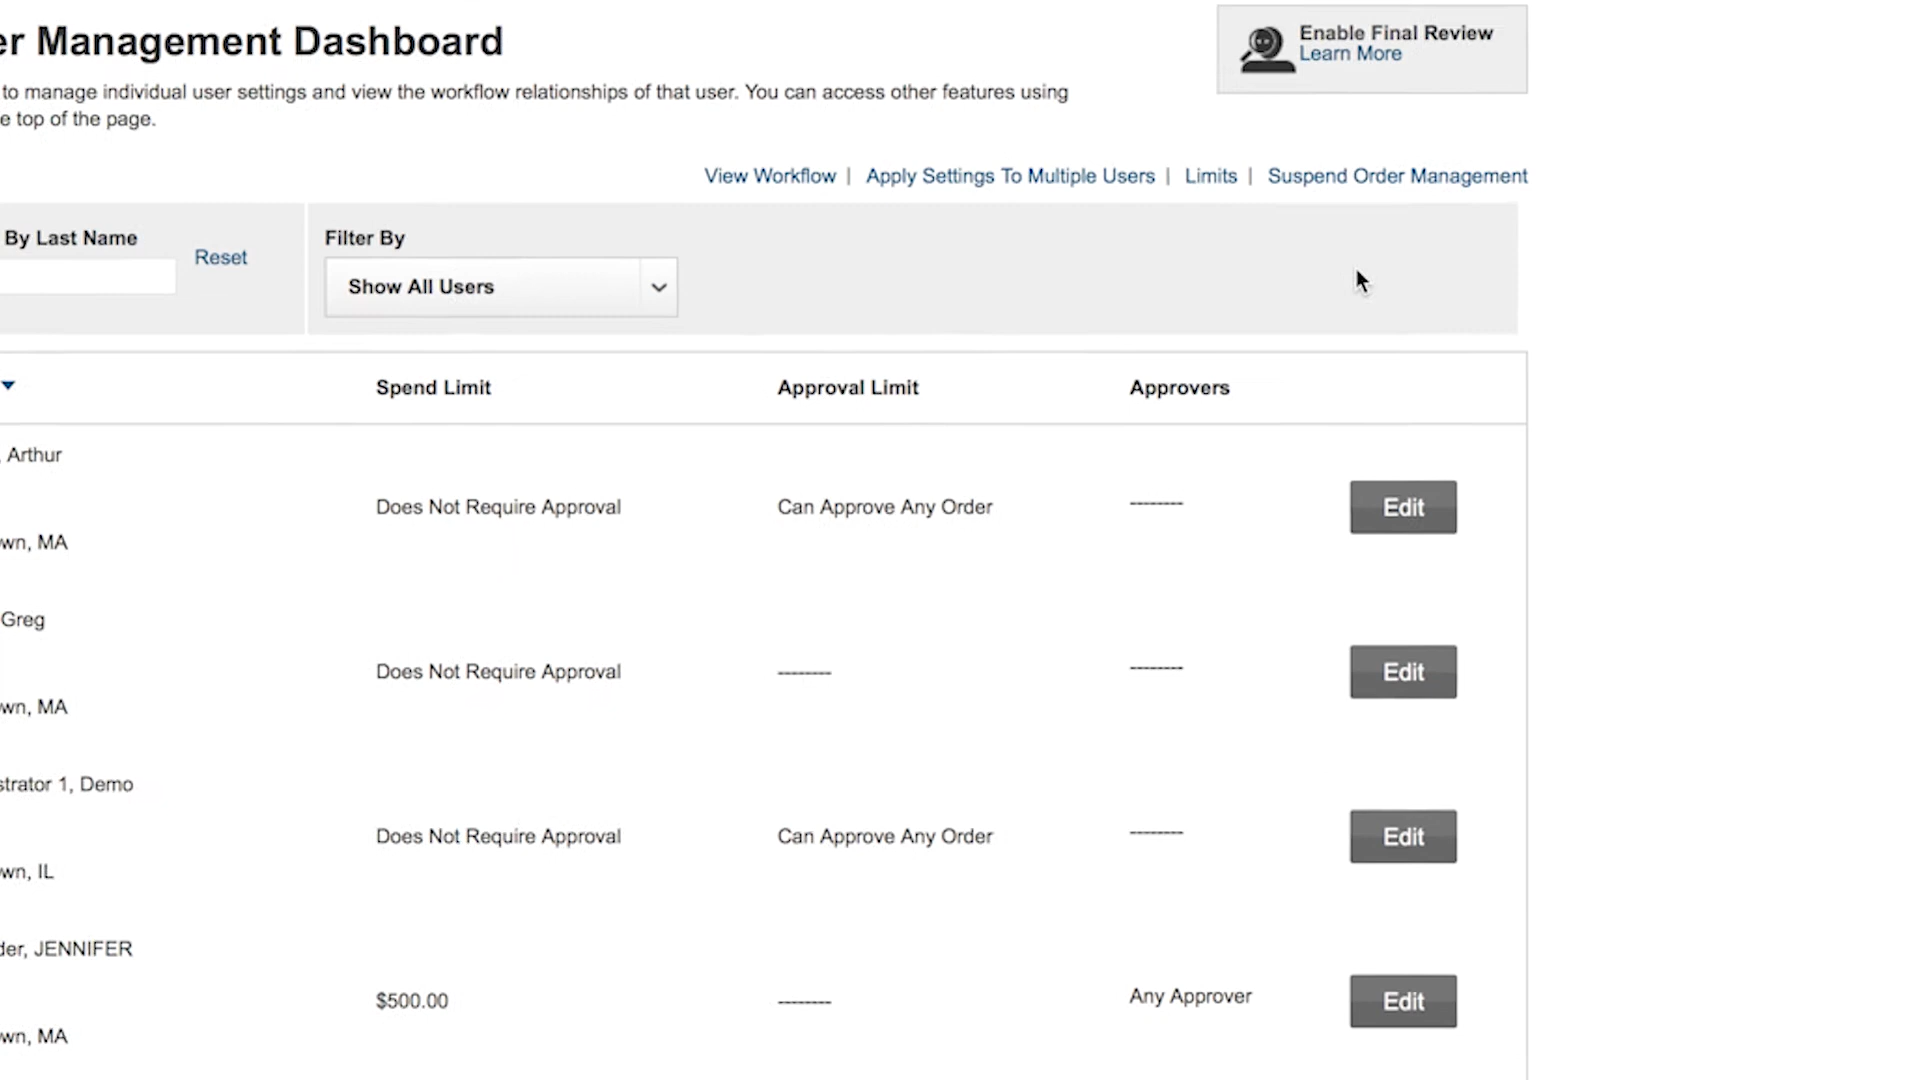 er Management Dashboard
Enable Final Review
Learn More
to manage individual user settings and view the workflow relationships of that user. You can access other features using
e top of the page.
View Workflow | Apply Settings To Multiple Users | Limits | Suspend Order Management
By Last Name
Reset
Filter By
Show All Users
Spend Limit Approval Limit Approvers
, Arthur
Does Not Require Approval Can Approve Any Order -------- Edit
wn, MA
Greg
Does Not Require Approval -------- -------- Edit
wn, MA
strator 1, Demo
Does Not Require Approval Can Approve Any Order -------- Edit
wn, IL
der, JENNIFER
$500.00 -------- Any Approver Edit
wn, MA